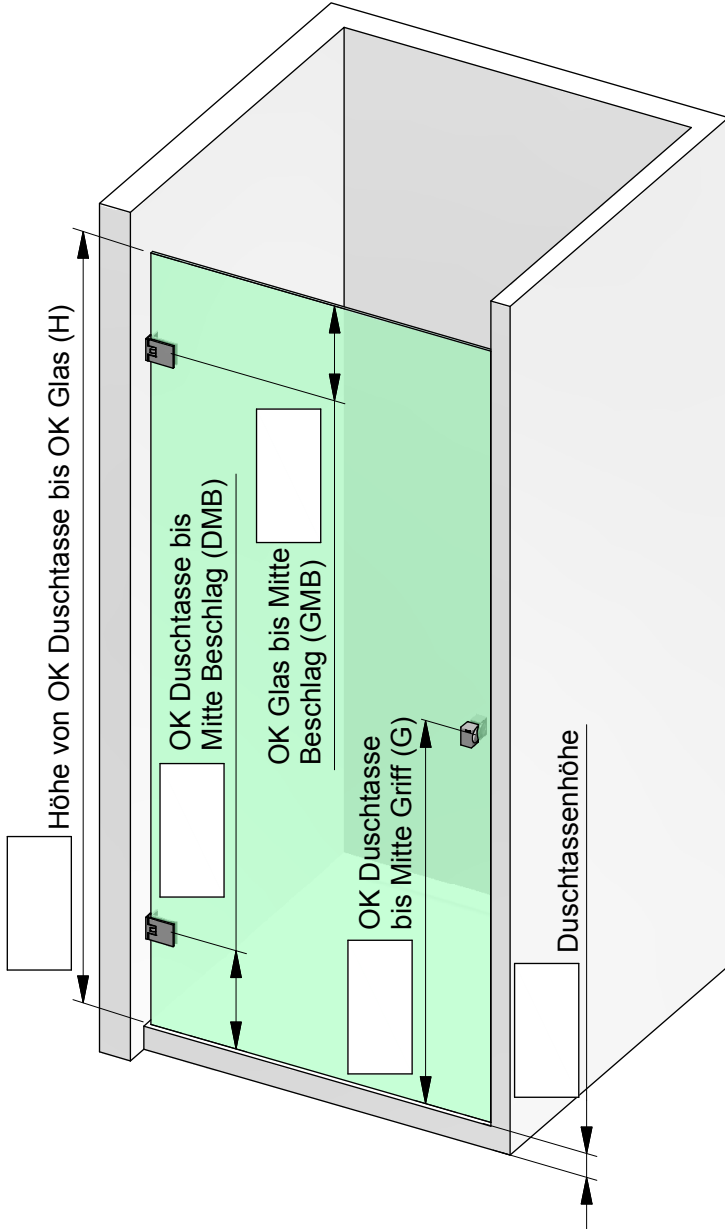 Höhe von OK Duschtasse bis OK Glas (H)
OK Duschtasse bis
Mitte Beschlag (DMB)
OK Glas bis Mitte
Beschlag (GMB)
OK Duschtasse
bis Mitte Griff (G)
Duschtassenhöhe